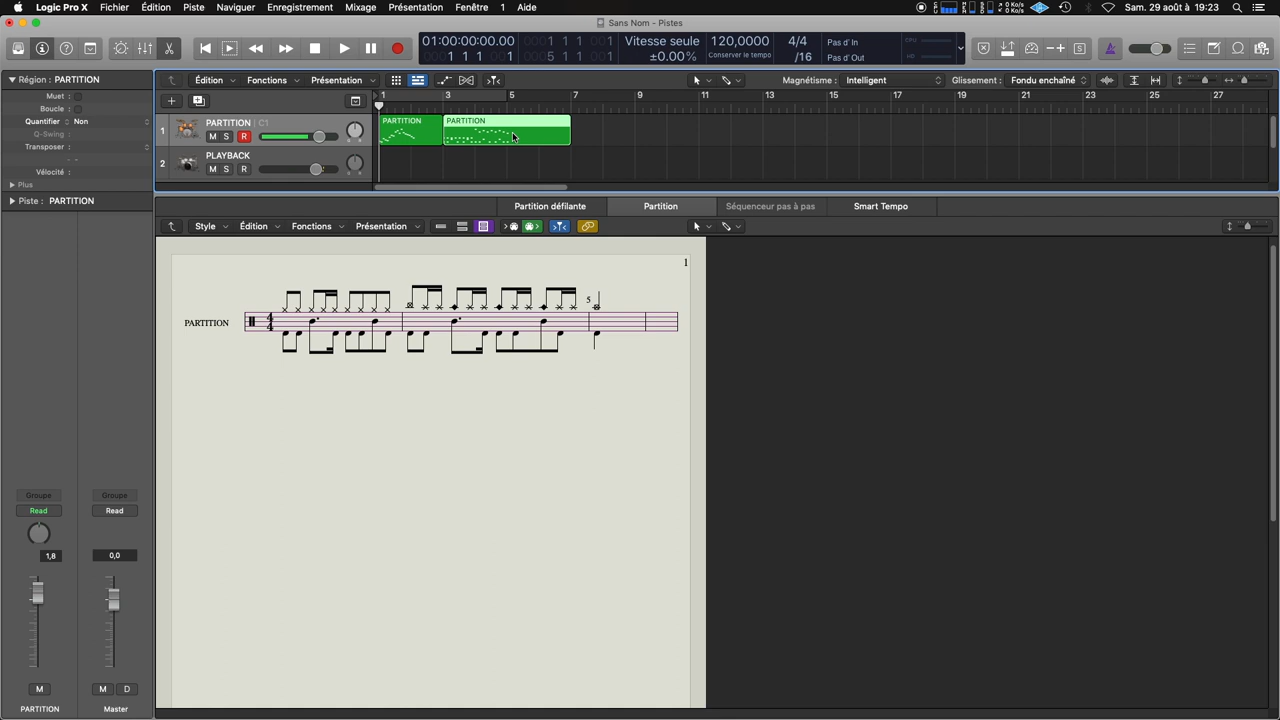 Logic Pro X Fichier Édition Piste Naviguer Enregistrement Mixage Présentation Fenêtre 1 Aide Sam. 29 août à 19:23
Sans Nom - Pistes
01:00:00:00.00 Vitesse seule 120,0000 4/4 Pas d' In
1 1 1 1 ±0.00% Conserver le tempo /16 Pas d' Out
Région : PARTITION
Muet :
Boucle :
Quantifier Non
Q-Swing :
Transposer :
Vélocité :
Plus
Piste : PARTITION
Édition Fonctions Présentation Magnétisme : Intelligent Glissement : Fondu enchaîné
1 3 5 7 9 11 13 15 17 19 21 23 25 27
1 PARTITION C1
M S R
PARTITION PARTITION
2 PLAYBACK
M S R
Partition défilante Partition Séquenceur pas à pas Smart Tempo
Style Édition Fonctions Présentation
1
5
PARTITION 4/4
Groupe Groupe
Read Read
1,8 0,0
M M D
PARTITION Master